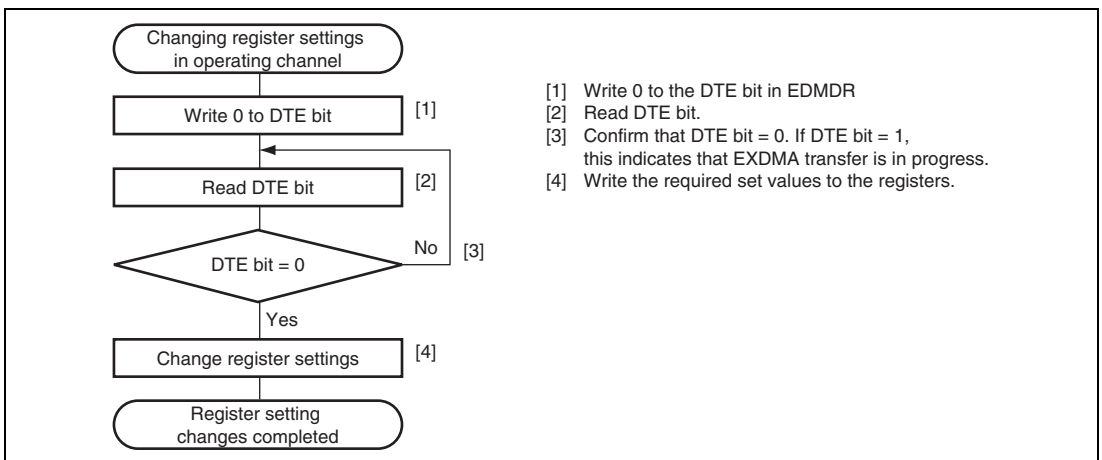 Changing register settings
in operating channel
Write 0 to DTE bit
[1]
Read DTE bit
[2]
No
[3]
DTE bit = 0
Yes
Change register settings
[4]
Register setting
changes completed
[1] Write 0 to the DTE bit in EDMDR
[2] Read DTE bit.
[3] Confirm that DTE bit = 0. If DTE bit = 1,
this indicates that EXDMA transfer is in progress.
[4] Write the required set values to the registers.